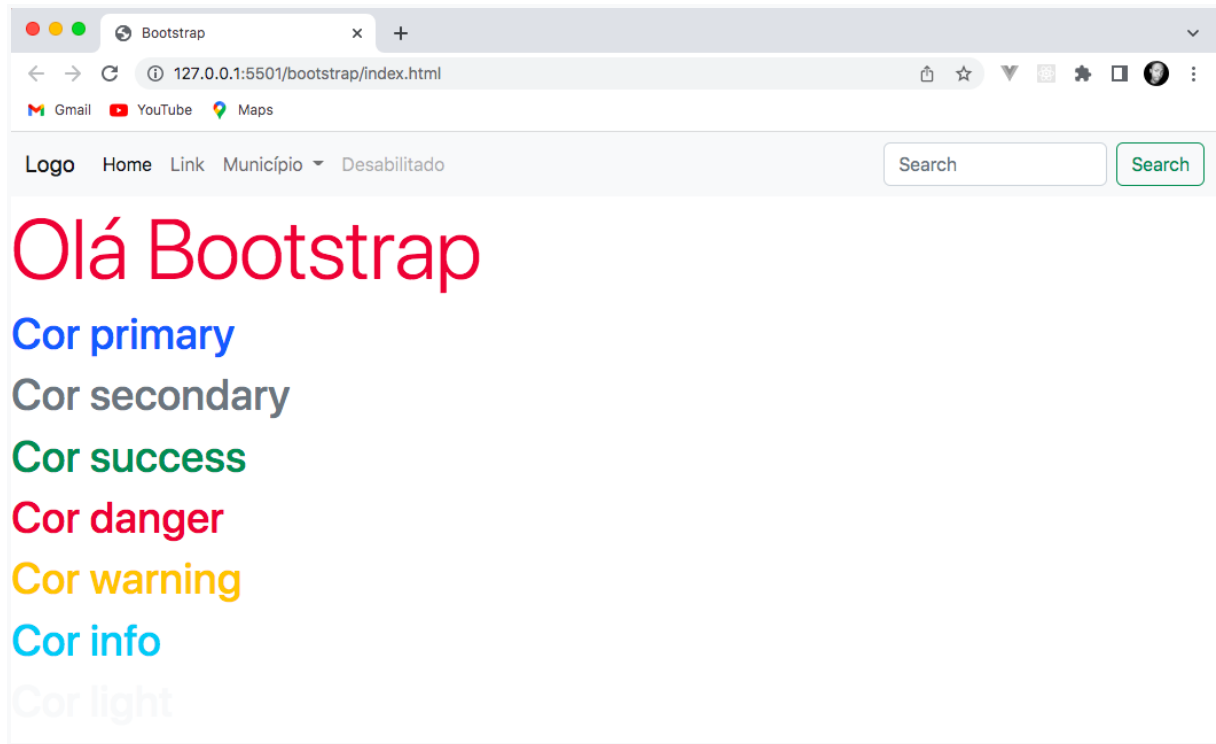 Bootstrap
127.0.0.1:5501/bootstrap/index.html
Gmail YouTube Maps
Logo Home Link Município Desabilitado Search Search
Olá Bootstrap
Cor primary
Cor secondary
Cor success
Cor danger
Cor warning
Cor info
Cor light